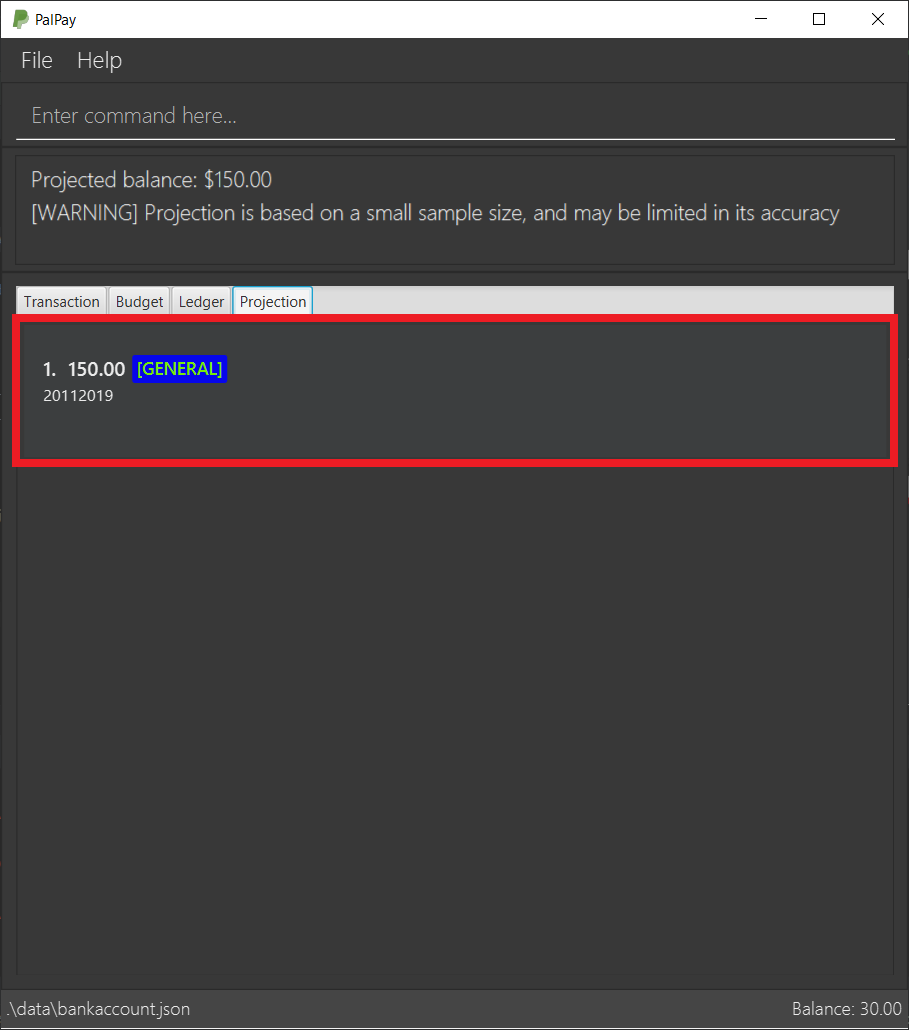 PalPay
File Help
Enter command here...
Projected balance: $150.00
[WARNING] Projection is based on a small sample size, and may be limited in its accuracy
Transaction Budget Ledger Projection
1. 150.00 [GENERAL]
20112019
.\data\bankaccount.json Balance: 30.00